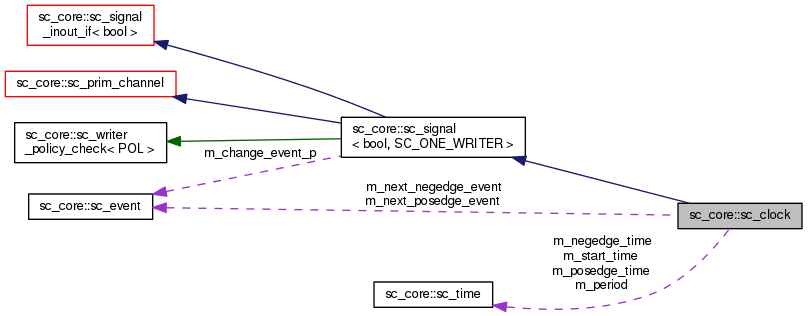 sc_core::sc_signal
_inout_if< bool >
sc_core::sc_prim_channel
sc_core::sc_signal
< bool, SC_ONE_WRITER >
sc_core::sc_writer
_policy_check< POL >
m_change_event_p
m_next_negedge_event
m_next_posedge_event
sc_core::sc_event
sc_core::sc_clock
m_negedge_time
m_start_time
m_posedge_time
m_period
sc_core::sc_time